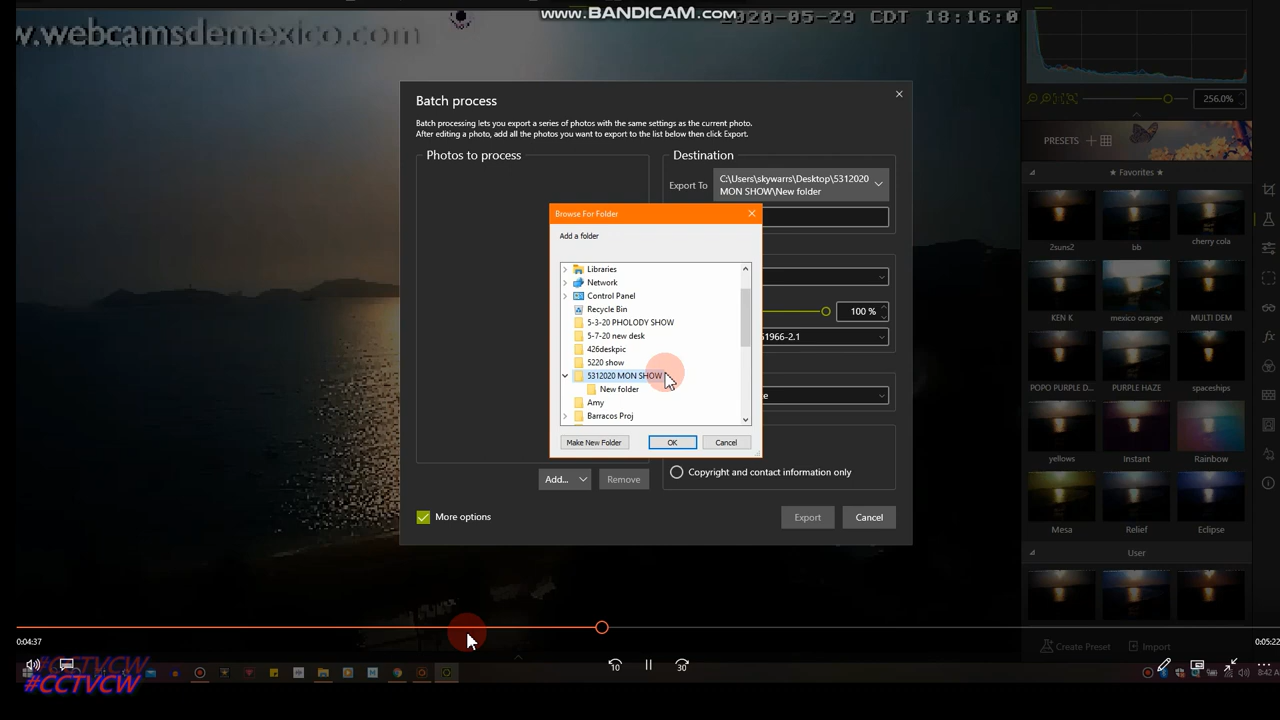 www.BANDICAM.com
2020-05-29 CDT 18:16:0
w.webcamsdemexico.com
256.0%
Batch process
Batch processing lets you export a series of photos with the same settings as the current photo.
After editing a photo, add all the photos you want to export to the list below then click Export.
PRESETS
Photos to process
Destination
★ Favorites ★
Export To
C:\Users\skywarrs\Desktop\5312020
MON SHOW\New folder
Browse For Folder
Add a folder
Libraries
Network
Control Panel
Recycle Bin
5-3-20 PHOLODY SHOW
5-7-20 new desk
426deskpic
5220 show
5312020 MON SHOW
New folder
Amy
Barracos Proj
Make New Folder
OK
Cancel
100 %
61966-2.1
e
Copyright and contact information only
Add...
Remove
More options
Export
Cancel
2suns2
bb
cherry cola
KEN K
mexico orange
MULTI DEM
POPO PURPLE D...
PURPLE HAZE
spaceships
yellows
Instant
Rainbow
Mesa
Relief
Eclipse
User
Create Preset
Import
0:04:37
0:05:22
10
30
#CCTVCW
#CCTVCW
8:42 A